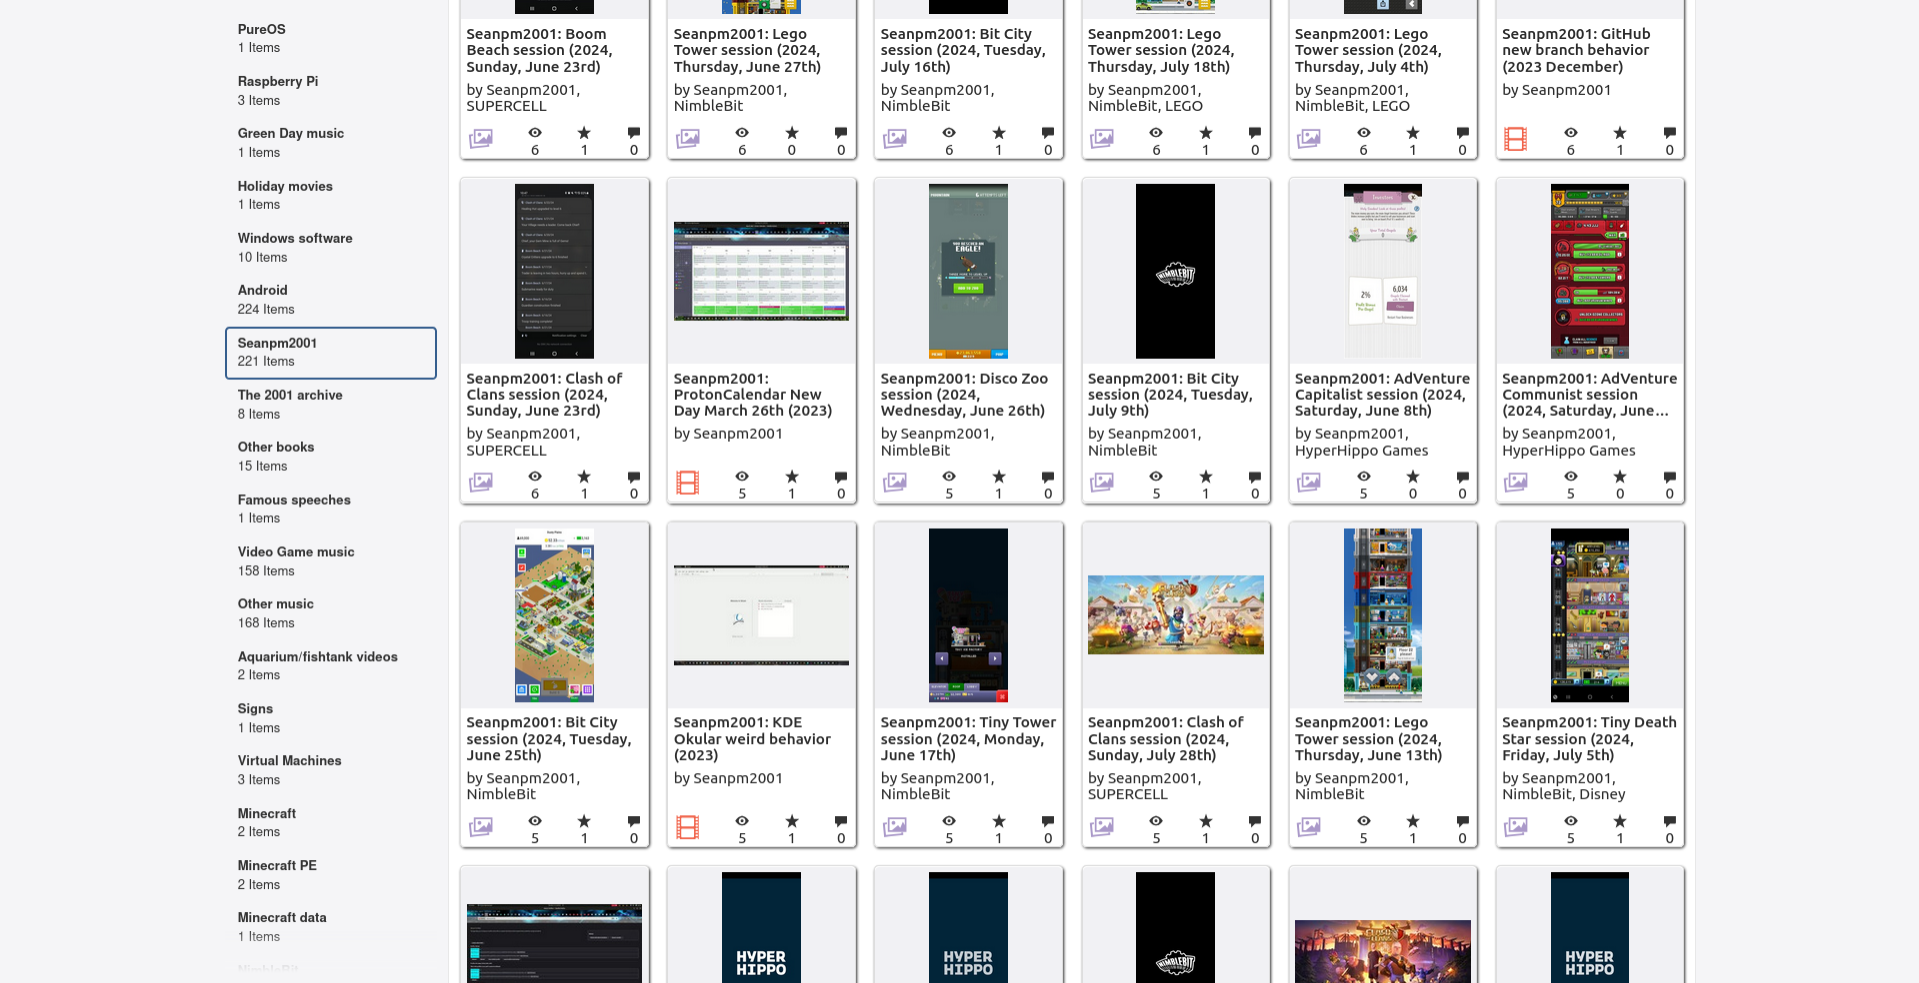 PureOS
1 Items
Raspberry Pi
3 Items
Green Day music
1 Items
Holiday movies
1 Items
Windows software
10 Items
Android
224 Items
Seanpm2001
221 Items
The 2001 archive
8 Items
Other books
15 Items
Famous speeches
1 Items
Video Game music
158 Items
Other music
168 Items
Aquarium/fishtank videos
2 Items
Signs
1 Items
Virtual Machines
3 Items
Minecraft
2 Items
Minecraft PE
2 Items
Minecraft data
1 Items
Seanpm2001: Boom
Beach session (2024,
Sunday, June 23rd)
by Seanpm2001,
SUPERCELL
6 1 0
Seanpm2001: Lego
Tower session (2024,
Thursday, June 27th)
by Seanpm2001,
NimbleBit
6 0 0
Seanpm2001: Bit City
session (2024, Tuesday,
July 16th)
by Seanpm2001,
NimbleBit
6 1 0
Seanpm2001: Lego
Tower session (2024,
Thursday, July 18th)
by Seanpm2001,
NimbleBit, LEGO
6 1 0
Seanpm2001: Lego
Tower session (2024,
Thursday, July 4th)
by Seanpm2001,
NimbleBit, LEGO
6 1 0
Seanpm2001: GitHub
new branch behavior
(2023 December)
by Seanpm2001
6 1 0
Seanpm2001: Clash of
Clans session (2024,
Sunday, June 23rd)
by Seanpm2001,
SUPERCELL
6 1 0
Seanpm2001:
ProtonCalendar New
Day March 26th (2023)
by Seanpm2001
5 1 0
EAGLE!
Seanpm2001: Disco Zoo
session (2024,
Wednesday, June 26th)
by Seanpm2001,
NimbleBit
5 1 0
NIMBLEBIT
Seanpm2001: Bit City
session (2024, Tuesday,
July 9th)
by Seanpm2001,
NimbleBit
5 1 0
2%
6,034
Seanpm2001: AdVenture
Capitalist session (2024,
Saturday, June 8th)
by Seanpm2001,
HyperHippo Games
5 0 0
Seanpm2001: AdVenture
Communist session
(2024, Saturday, June...
by Seanpm2001,
HyperHippo Games
5 0 0
Seanpm2001: Bit City
session (2024, Tuesday,
June 25th)
by Seanpm2001,
NimbleBit
5 1 0
Seanpm2001: KDE
Okular weird behavior
(2023)
by Seanpm2001
5 1 0
Seanpm2001: Tiny Tower
session (2024, Monday,
June 17th)
by Seanpm2001,
NimbleBit
5 1 0
Seanpm2001: Clash of
Clans session (2024,
Sunday, July 28th)
by Seanpm2001,
SUPERCELL
5 1 0
Seanpm2001: Lego
Tower session (2024,
Thursday, June 13th)
by Seanpm2001,
NimbleBit
5 1 0
Seanpm2001: Tiny Death
Star session (2024,
Friday, July 5th)
by Seanpm2001,
NimbleBit, Disney
5 1 0
HYPER
HIPPO
HYPER
HIPPO
NIMBLEBIT
HYPER
HIPPO